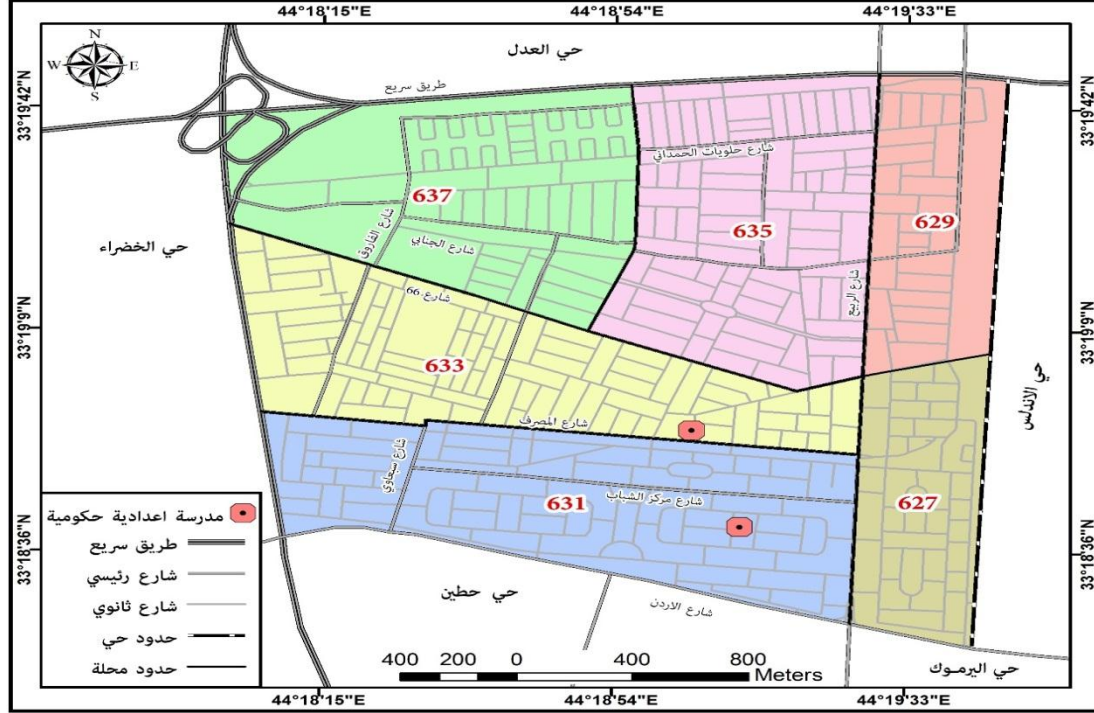 44°18'15"E
44°18'54"E
44°19'33"E
N
W
E
S
حي العدل
طريق سريع
33°19'42"N
33°19'42"N
شارع حلويات الحمداني
637
635
629
حي الخضراء
شارع الفاروق
شارع الجنابي
شارع الربيع
شارع 66
33°19'9"N
33°19'9"N
633
حي الاندلس
شارع المصرف
شارع سبعاوي
631
شارع مركز الشباب
627
33°18'36"N
33°18'36"N
مدرسة اعدادية حكومية
طريق سريع
شارع رئيسي
شارع ثانوي
حدود حي
حدود محلة
حي حطين
شارع الاردن
حي اليرموك
400 200 0 400 800
Meters
44°18'15"E
44°18'54"E
44°19'33"E